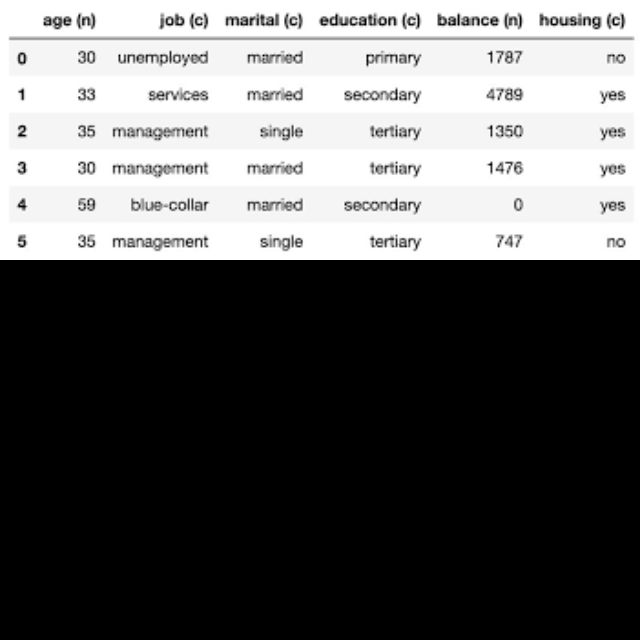 age (n) job (c) marital (c) education (c) balance (n) housing (c)
0 30 unemployed married primary 1787 no
1 33 services married secondary 4789 yes
2 35 management single tertiary 1350 yes
3 30 management married tertiary 1476 yes
4 59 blue-collar married secondary 0 yes
5 35 management single tertiary 747 no